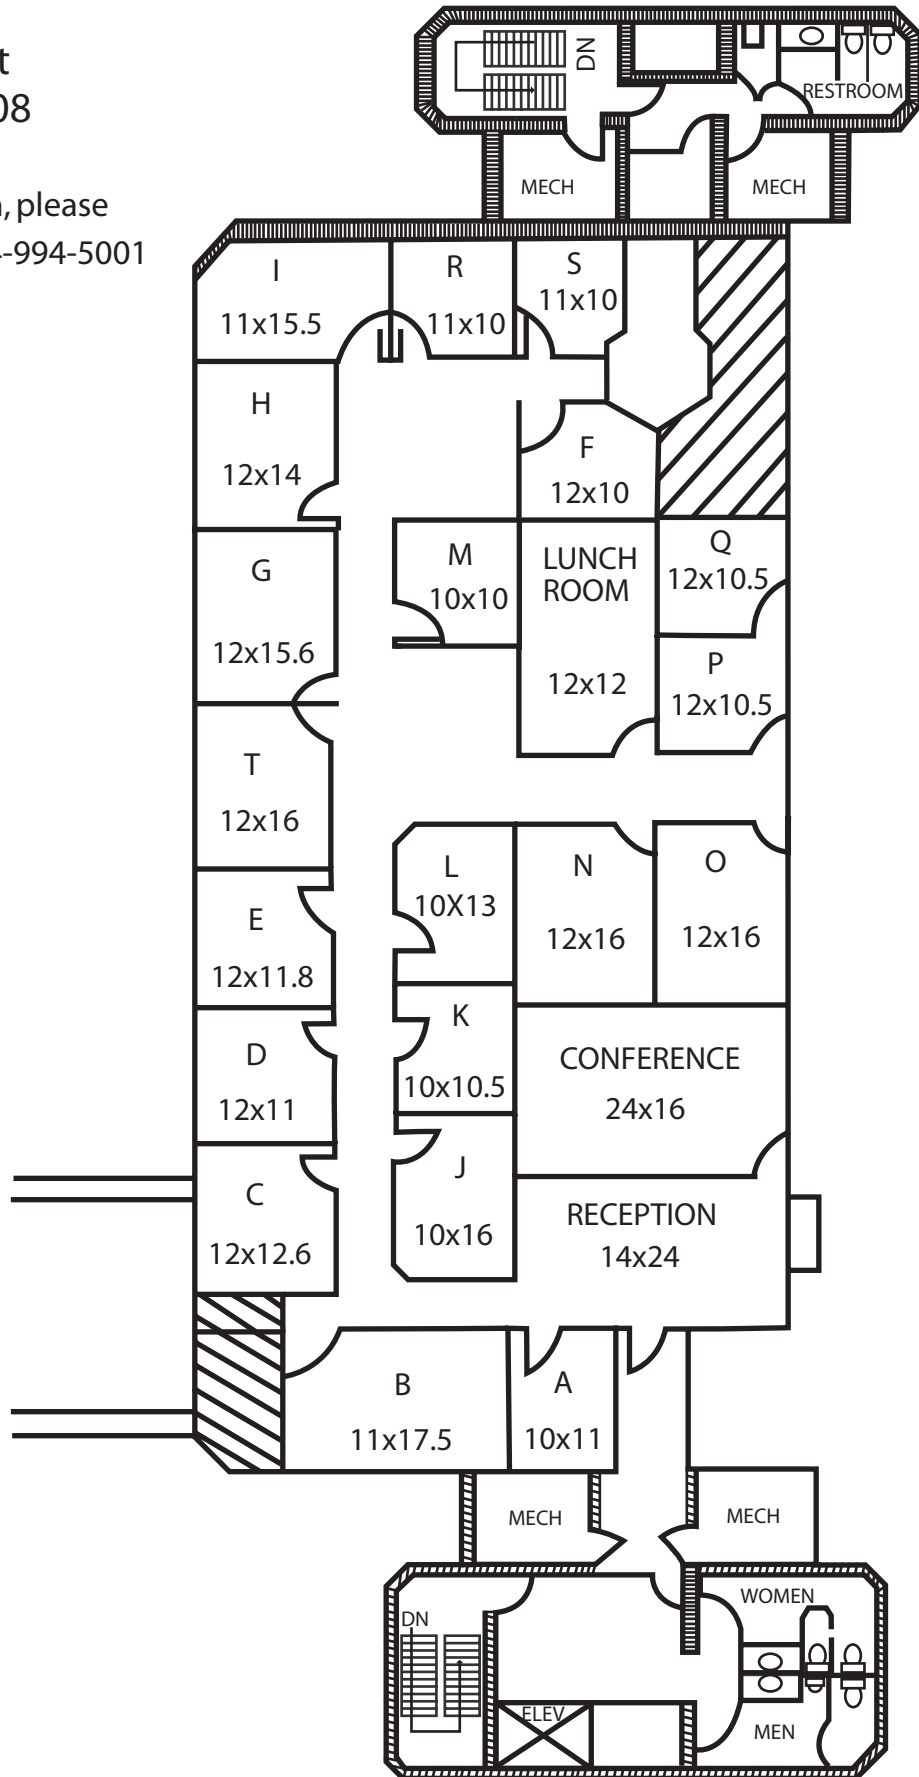 t
08
, please
-994-5001
DN
RESTROOM
MECH
MECH
I
11x15.5
R
11x10
S
11x10
H
12x14
F
12x10
G
12x15.6
M
10x10
LUNCH
ROOM
12x12
Q
12x10.5
P
12x10.5
T
12x16
L
10X13
N
12x16
O
12x16
E
12x11.8
K
10x10.5
D
12x11
CONFERENCE
24x16
C
12x12.6
J
10x16
RECEPTION
14x24
B
11x17.5
A
10x11
MECH
MECH
DN
WOMEN
ELEV
MEN